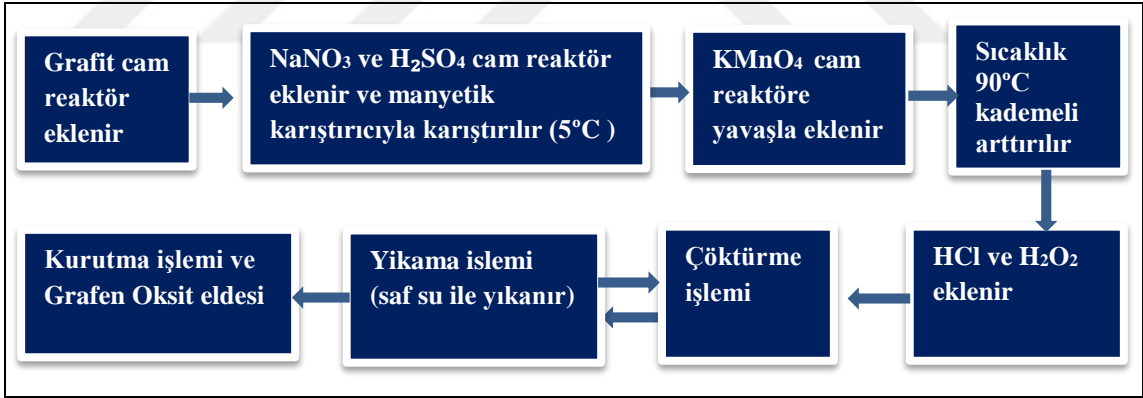 Grafit cam
reaktör
eklenir
NaNO₃ ve H₂SO₄ cam reaktör
eklenir ve manyetik
karıştırıcıyla karıştırılır (5ºC )
KMnO₄ cam
reaktöre
yavaşla eklenir
Sıcaklık
90ºC
kademeli
arttırılır
HCl ve H₂O₂
eklenir
Çöktürme
işlemi
Yikama islemi
(saf su ile yıkanır)
Kurutma işlemi ve
Grafen Oksit eldesi